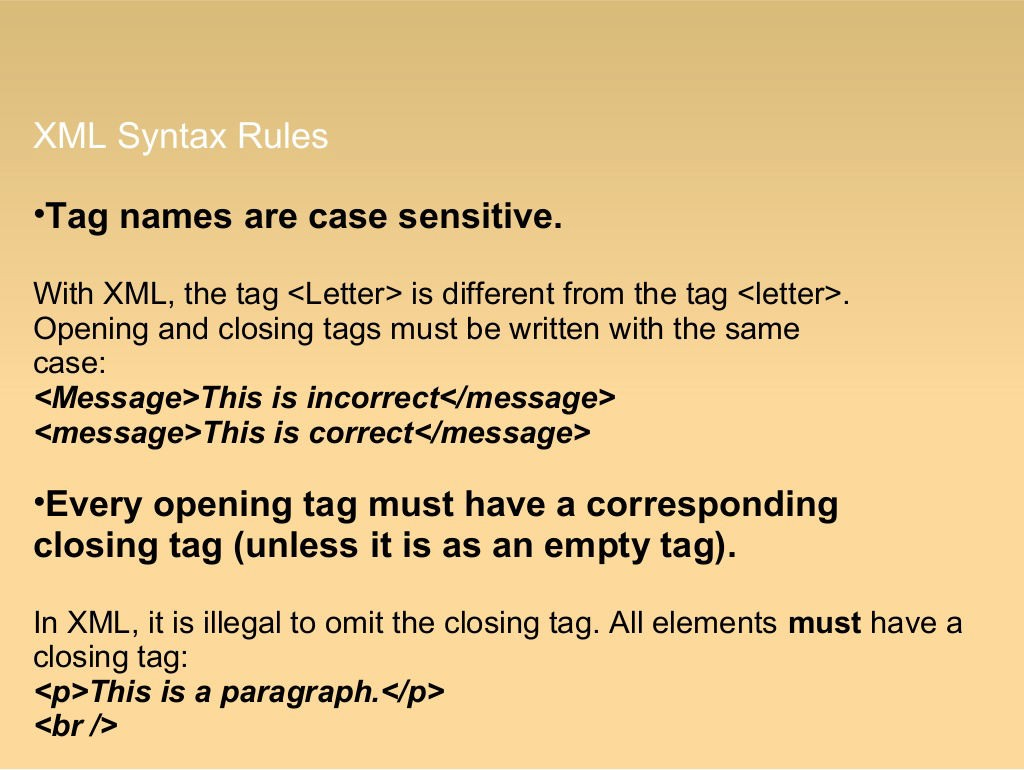 XML Syntax Rules
•Tag names are case sensitive.
With XML, the tag <Letter> is different from the tag <letter>.
Opening and closing tags must be written with the same
case:
<Message>This is incorrect</message>
<message>This is correct</message>
•Every opening tag must have a corresponding
closing tag (unless it is as an empty tag).
In XML, it is illegal to omit the closing tag. All elements must have a
closing tag:
<p>This is a paragraph.</p>
<br />